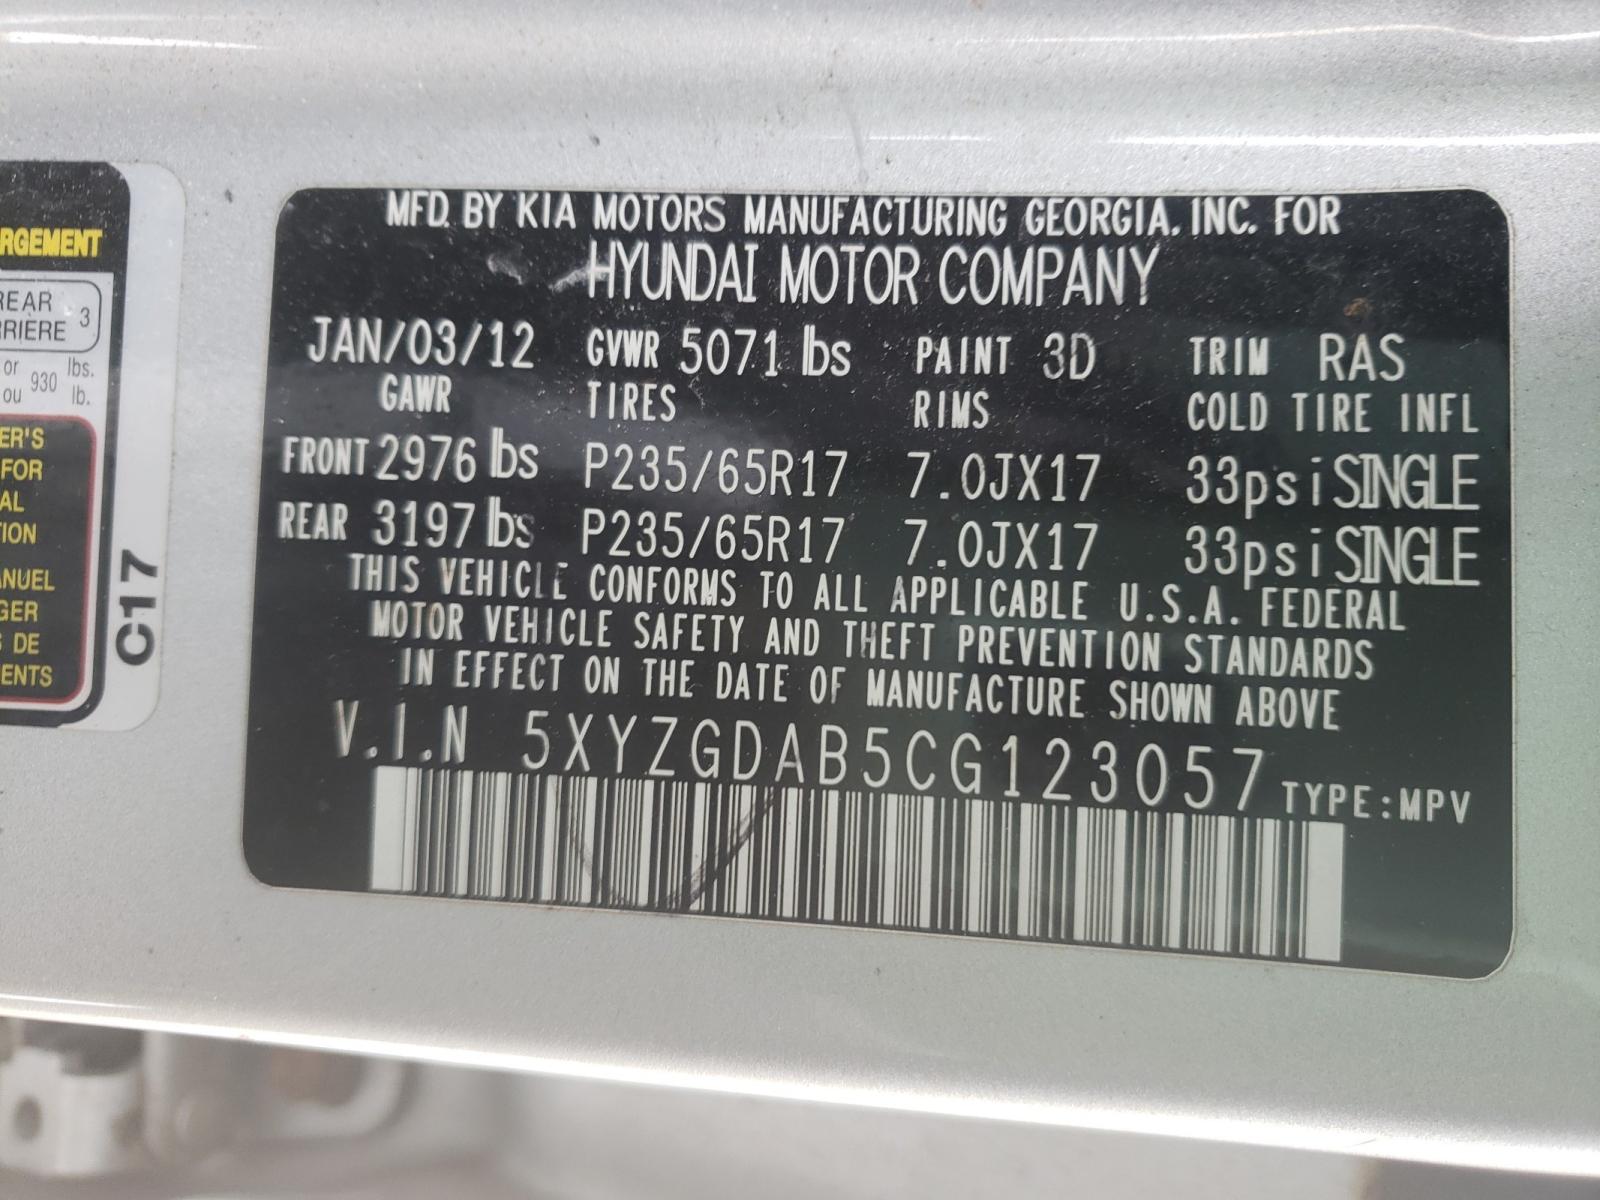 RGEMENT
REAR 3
RRIÈRE
or lbs.
ou 930 lb.
ER'S
FOR
AL
TION
ANUEL
GER
S DE
ENTS
C17
MFD. BY KIA MOTORS MANUFACTURING GEORGIA. INC. FOR
HYUNDAI MOTOR COMPANY
JAN/03/12 GVWR 5071 lbs PAINT 3D TRIM RAS
GAWR TIRES RIMS COLD TIRE INFL
FRONT 2976 lbs P235/65R17 7.0JX17 33psi SINGLE
REAR 3197 lbs P235/65R17 7.0JX17 33psi SINGLE
THIS VEHICLE CONFORMS TO ALL APPLICABLE U.S.A. FEDERAL
MOTOR VEHICLE SAFETY AND THEFT PREVENTION STANDARDS
IN EFFECT ON THE DATE OF MANUFACTURE SHOWN ABOVE
V.I.N 5XYZGDAB5CG123057 TYPE:MPV